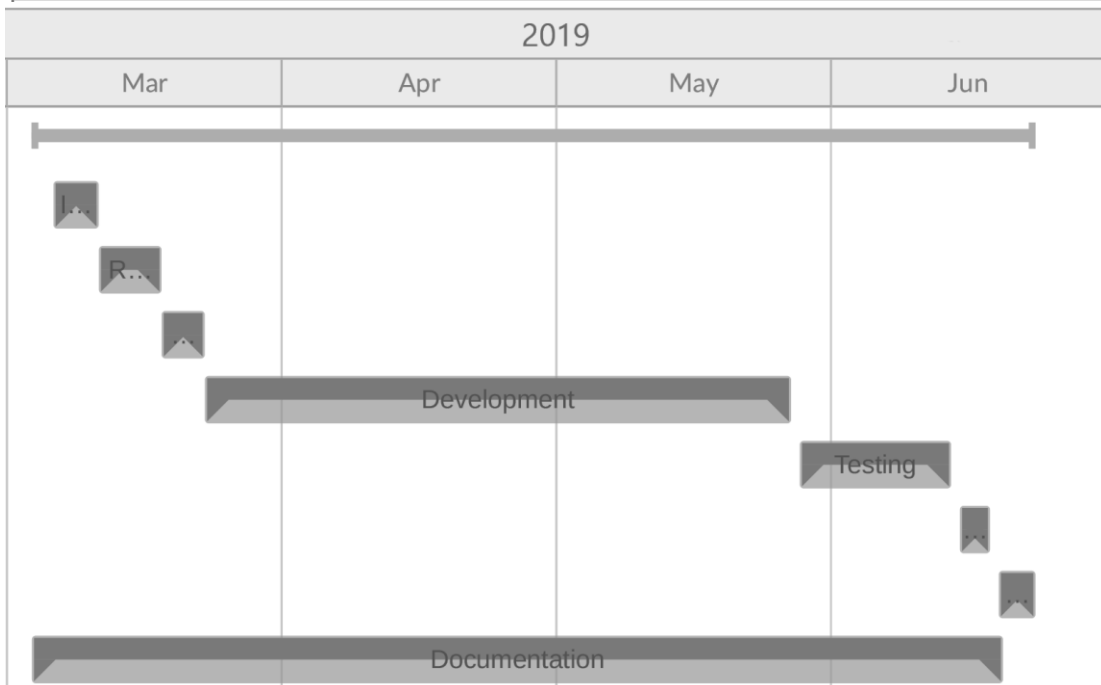 2019
Mar Apr May Jun
I...
R...
...
Development
Testing
...
...
Documentation